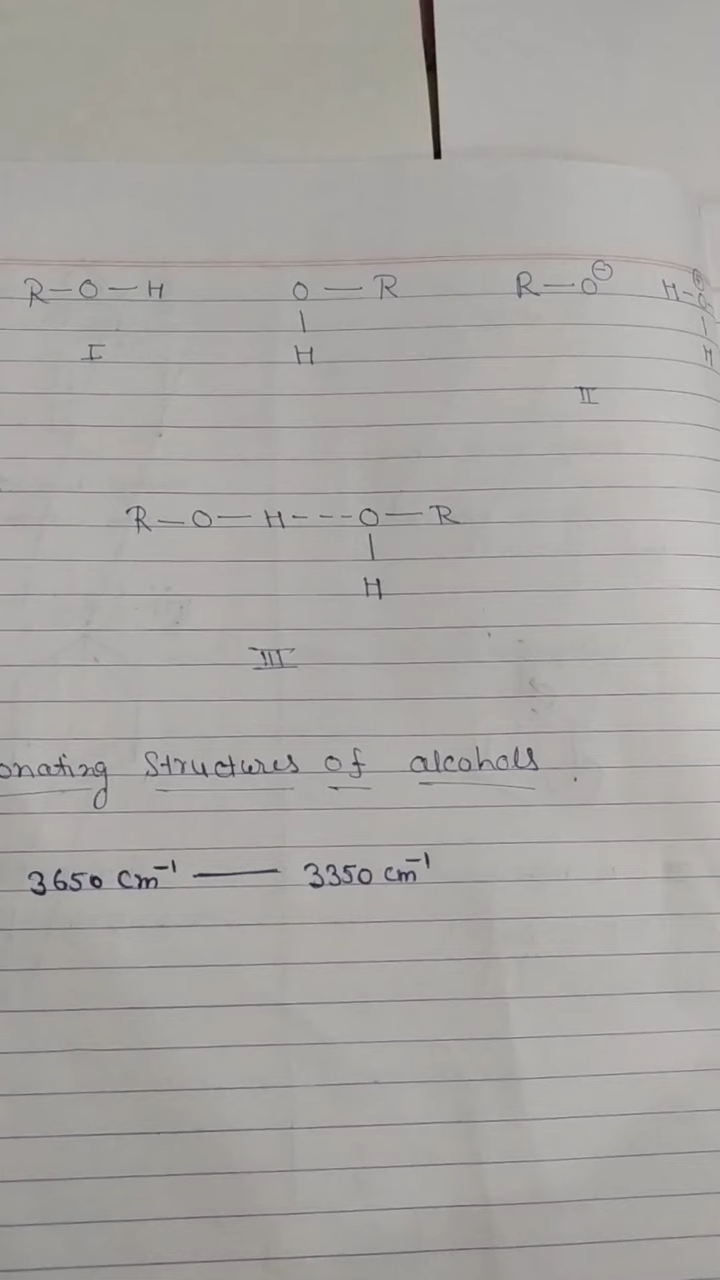 R-O-H O-R R-O⊖ H-O⊕-
| |
I H H
II
R-O-H---O-R
|
H
III
onating Structures of alcohols.
3650 cm⁻¹ — 3350 cm⁻¹